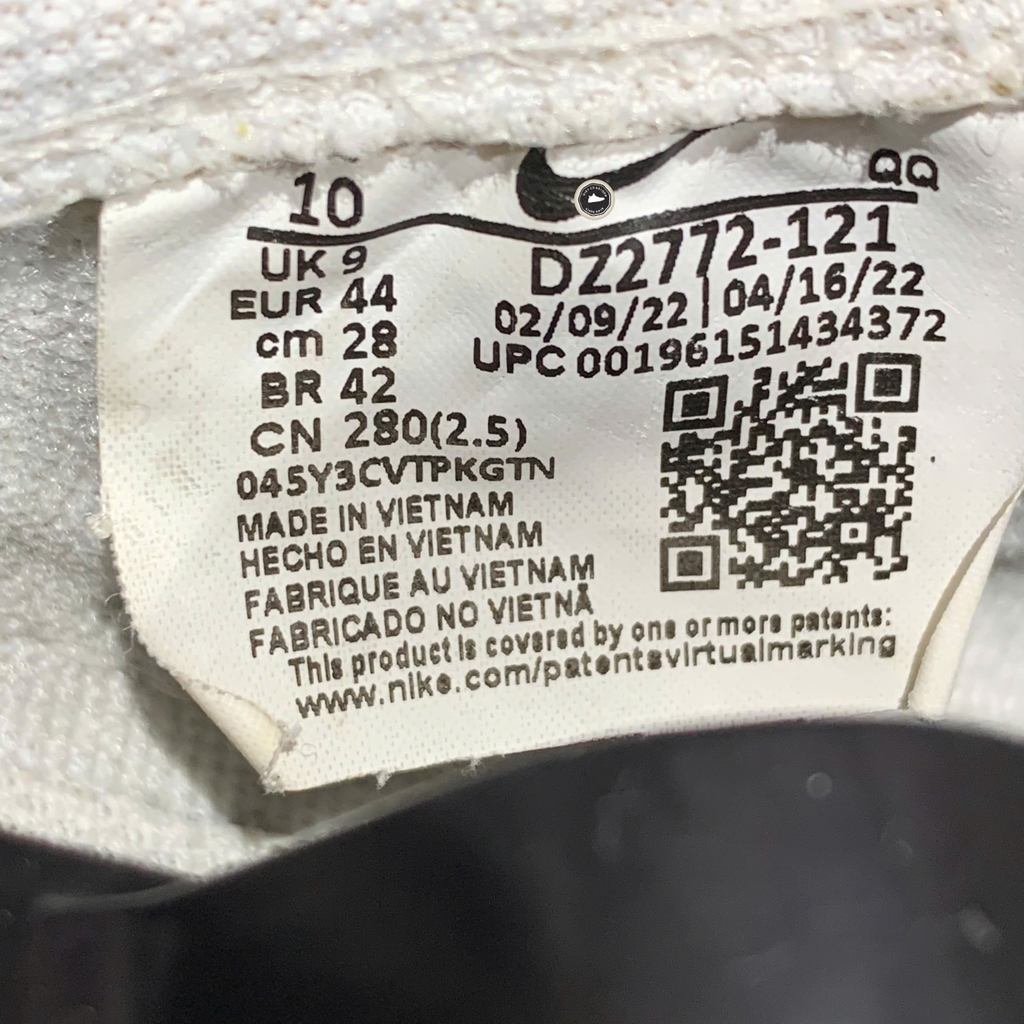 10
QQ
UK 9
EUR 44
cm 28
BR 42
CN 280(2.5)
DZ2772-121
02/09/22 | 04/16/22
UPC 00196151434372
045Y3CVTPKGTN
MADE IN VIETNAM
HECHO EN VIETNAM
FABRIQUE AU VIETNAM
FABRICADO NO VIETNÃ
This product is covered by one or more patents:
www.nike.com/patentsvirtualmarking